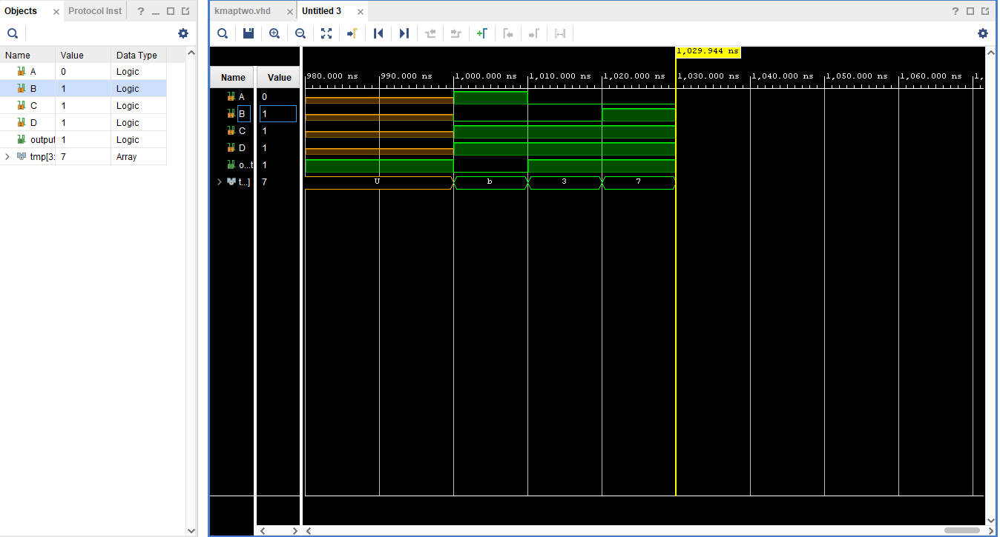 Objects × Protocol Inst ?
Name Value Data Type
A 0 Logic
B 1 Logic
C 1 Logic
D 1 Logic
output 1 Logic
tmp[3: 7 Array
kmaptwo.vhd × Untitled 3 ×
?
1,029.944 ns
Name Value
980.000 ns 990.000 ns 1,000.000 ns 1,010.000 ns 1,020.000 ns 1,030.000 ns 1,040.000 ns 1,050.000 ns 1,060.000 ns 1,
A 0
B 1
C 1
D 1
o...t 1
t...] 7 U b 3 7